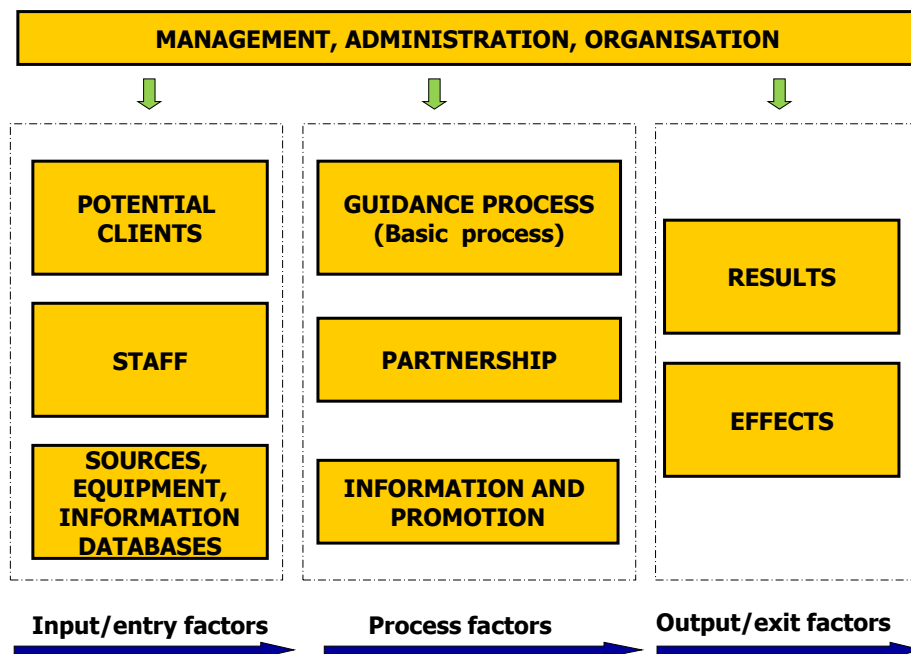 MANAGEMENT, ADMINISTRATION, ORGANISATION
POTENTIAL
CLIENTS
STAFF
SOURCES,
EQUIPMENT,
INFORMATION
DATABASES
GUIDANCE PROCESS
(Basic process)
PARTNERSHIP
INFORMATION AND
PROMOTION
RESULTS
EFFECTS
Input/entry factors
Process factors
Output/exit factors